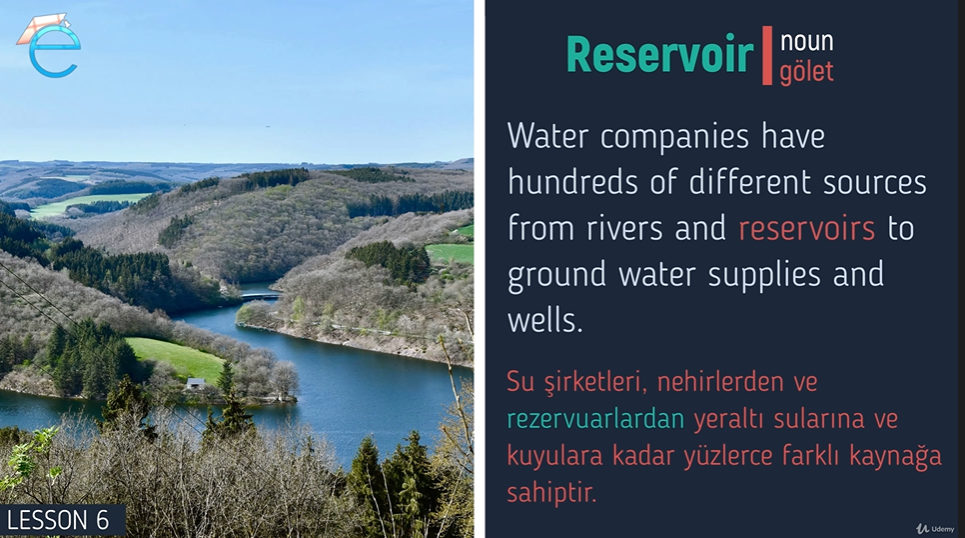 Reservoir
noun
gölet
Water companies have
hundreds of different sources
from rivers and reservoirs to
ground water supplies and
wells.
Su şirketleri, nehirlerden ve
rezervuarlardan yeraltı sularına ve
kuyulara kadar yüzlerce farklı kaynağa
sahiptir.
LESSON 6
Udemy